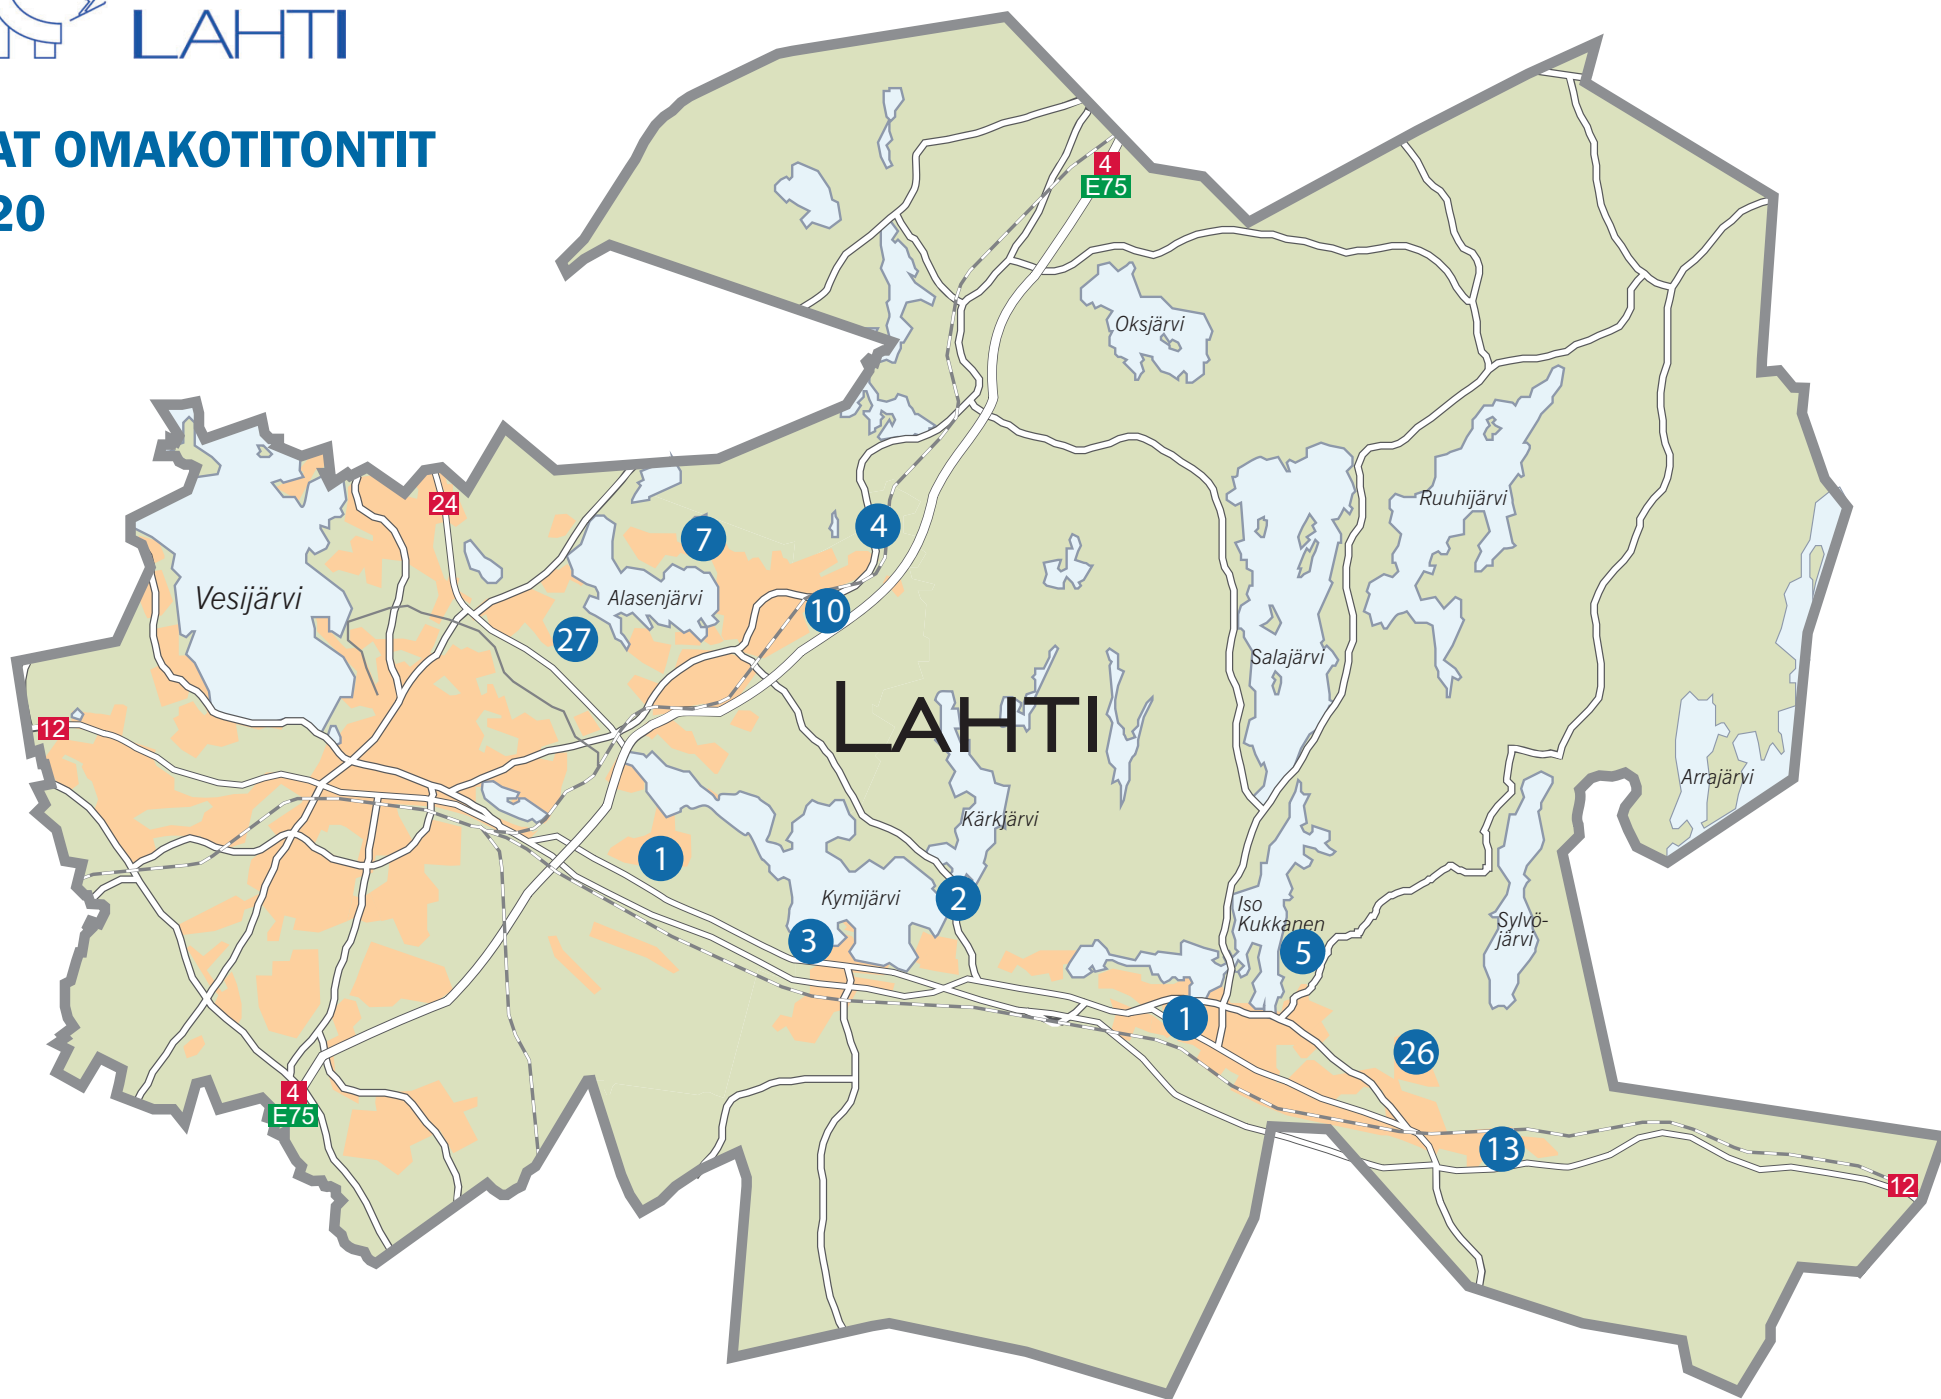 LAHTI
AT OMAKOTITONTIT
20
4
E75
Oksjärvi
24
Ruuhijärvi
7
4
Vesijärvi
Alasenjärvi
10
27
Salajärvi
12
LAHTI
Arrajärvi
Kärkjärvi
1
Kymijärvi
2
Iso
Kukkanen
Sylvö-
järvi
3
5
1
26
4
E75
13
12